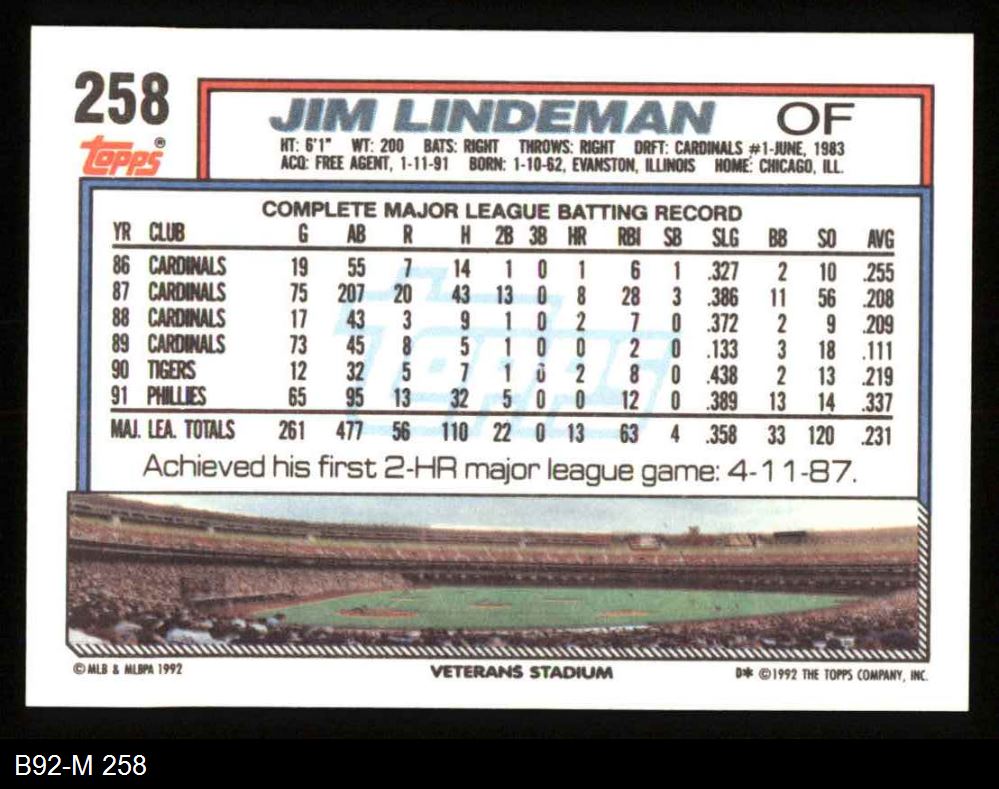 258
topps®
JIM LINDEMAN OF
HT: 6'1" WT: 200 BATS: RIGHT THROWS: RIGHT DRFT: CARDINALS #1-JUNE, 1983
ACQ: FREE AGENT, 1-11-91 BORN: 1-10-62, EVANSTON, ILLINOIS HOME: CHICAGO, ILL.
COMPLETE MAJOR LEAGUE BATTING RECORD
YR CLUB G AB R H 2B 3B HR RBI SB SLG BB SO AVG
86 CARDINALS 19 55 7 14 1 0 1 6 1 .327 2 10 .255
87 CARDINALS 75 207 20 43 13 0 8 28 3 .386 11 56 .208
88 CARDINALS 17 43 3 9 1 0 2 7 0 .372 2 9 .209
89 CARDINALS 73 45 8 5 1 0 0 2 0 .133 3 18 .111
90 TIGERS 12 32 5 7 1 0 2 8 0 .438 2 13 .219
91 PHILLIES 65 95 13 32 5 0 0 12 0 .389 13 14 .337
MAJ. LEA. TOTALS 261 477 56 110 22 0 13 63 4 .358 33 120 .231
topps
Achieved his first 2-HR major league game: 4-11-87.
© MLB & MLBPA 1992 VETERANS STADIUM D* © 1992 THE TOPPS COMPANY, INC.
B92-M 258